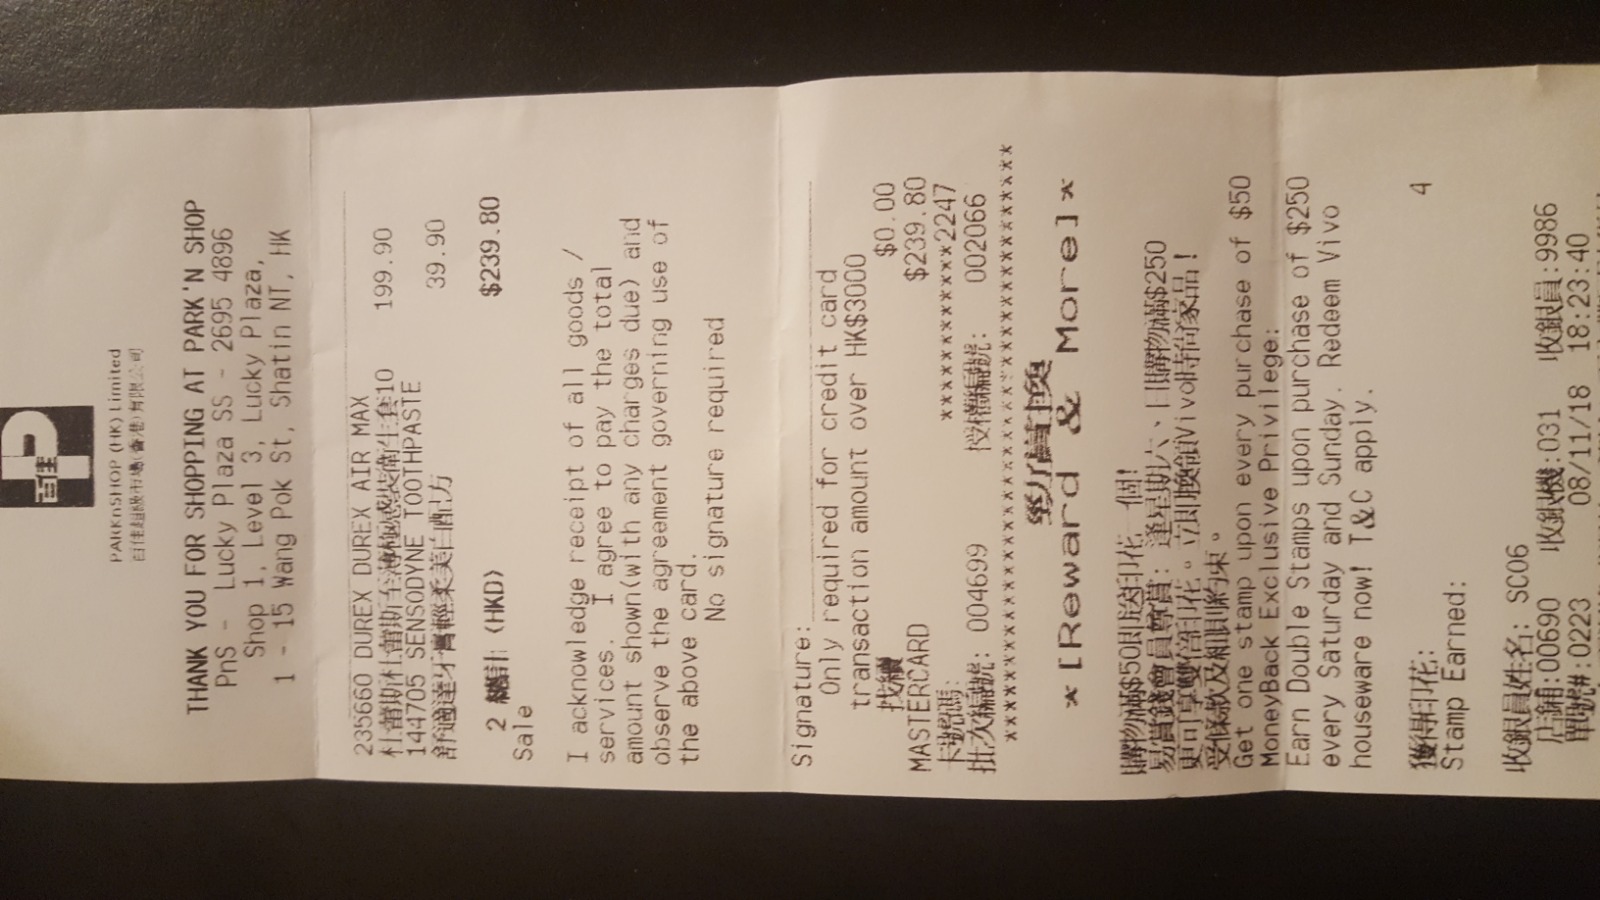 百佳
P
PARKnSHOP (HK) Limited
百佳超級市場(香港)有限公司
THANK YOU FOR SHOPPING AT PARK'N SHOP
PnS - Lucky Plaza SS - 2695 4896
Shop 1, Level 3, Lucky Plaza,
1 - 15 Wang Pok St, Shatin NT, HK
235660 DUREX DUREX AIR MAX
杜蕾斯杜蕾斯至薄極感裝衛生套10 199.90
144705 SENSODYNE TOOTHPASTE
舒適達牙膏輕柔美白配方 39.90
2 總計 (HKD) $239.80
Sale
I acknowledge receipt of all goods /
services. I agree to pay the total
amount shown(with any charges due) and
observe the agreement governing use of
the above card.
No signature required
Signature:
Only required for credit card
transaction amount over HK$3000
找續 $0.00
MASTERCARD $239.80
卡號碼: ************2247
批次編號: 004699 授權編號: 002066
****************************************
勁賞換
*[Reward & More]*
購物滿$50即送印花一個!
易賞錢會員尊賞: 逢星期六、日購物滿$250
更可享雙倍印花。立即換領Vivo時尚家品!
受條款及細則約束。
Get one stamp upon every purchase of $50
MoneyBack Exclusive Privilege:
Earn Double Stamps upon purchase of $250
every Saturday and Sunday. Redeem Vivo
houseware now! T&C apply.
獲得印花: 4
Stamp Earned:
收銀員姓名: SC06
店鋪:00690 收銀機:031 收銀員:9986
單號#:0223 08/11/18 18:23:40